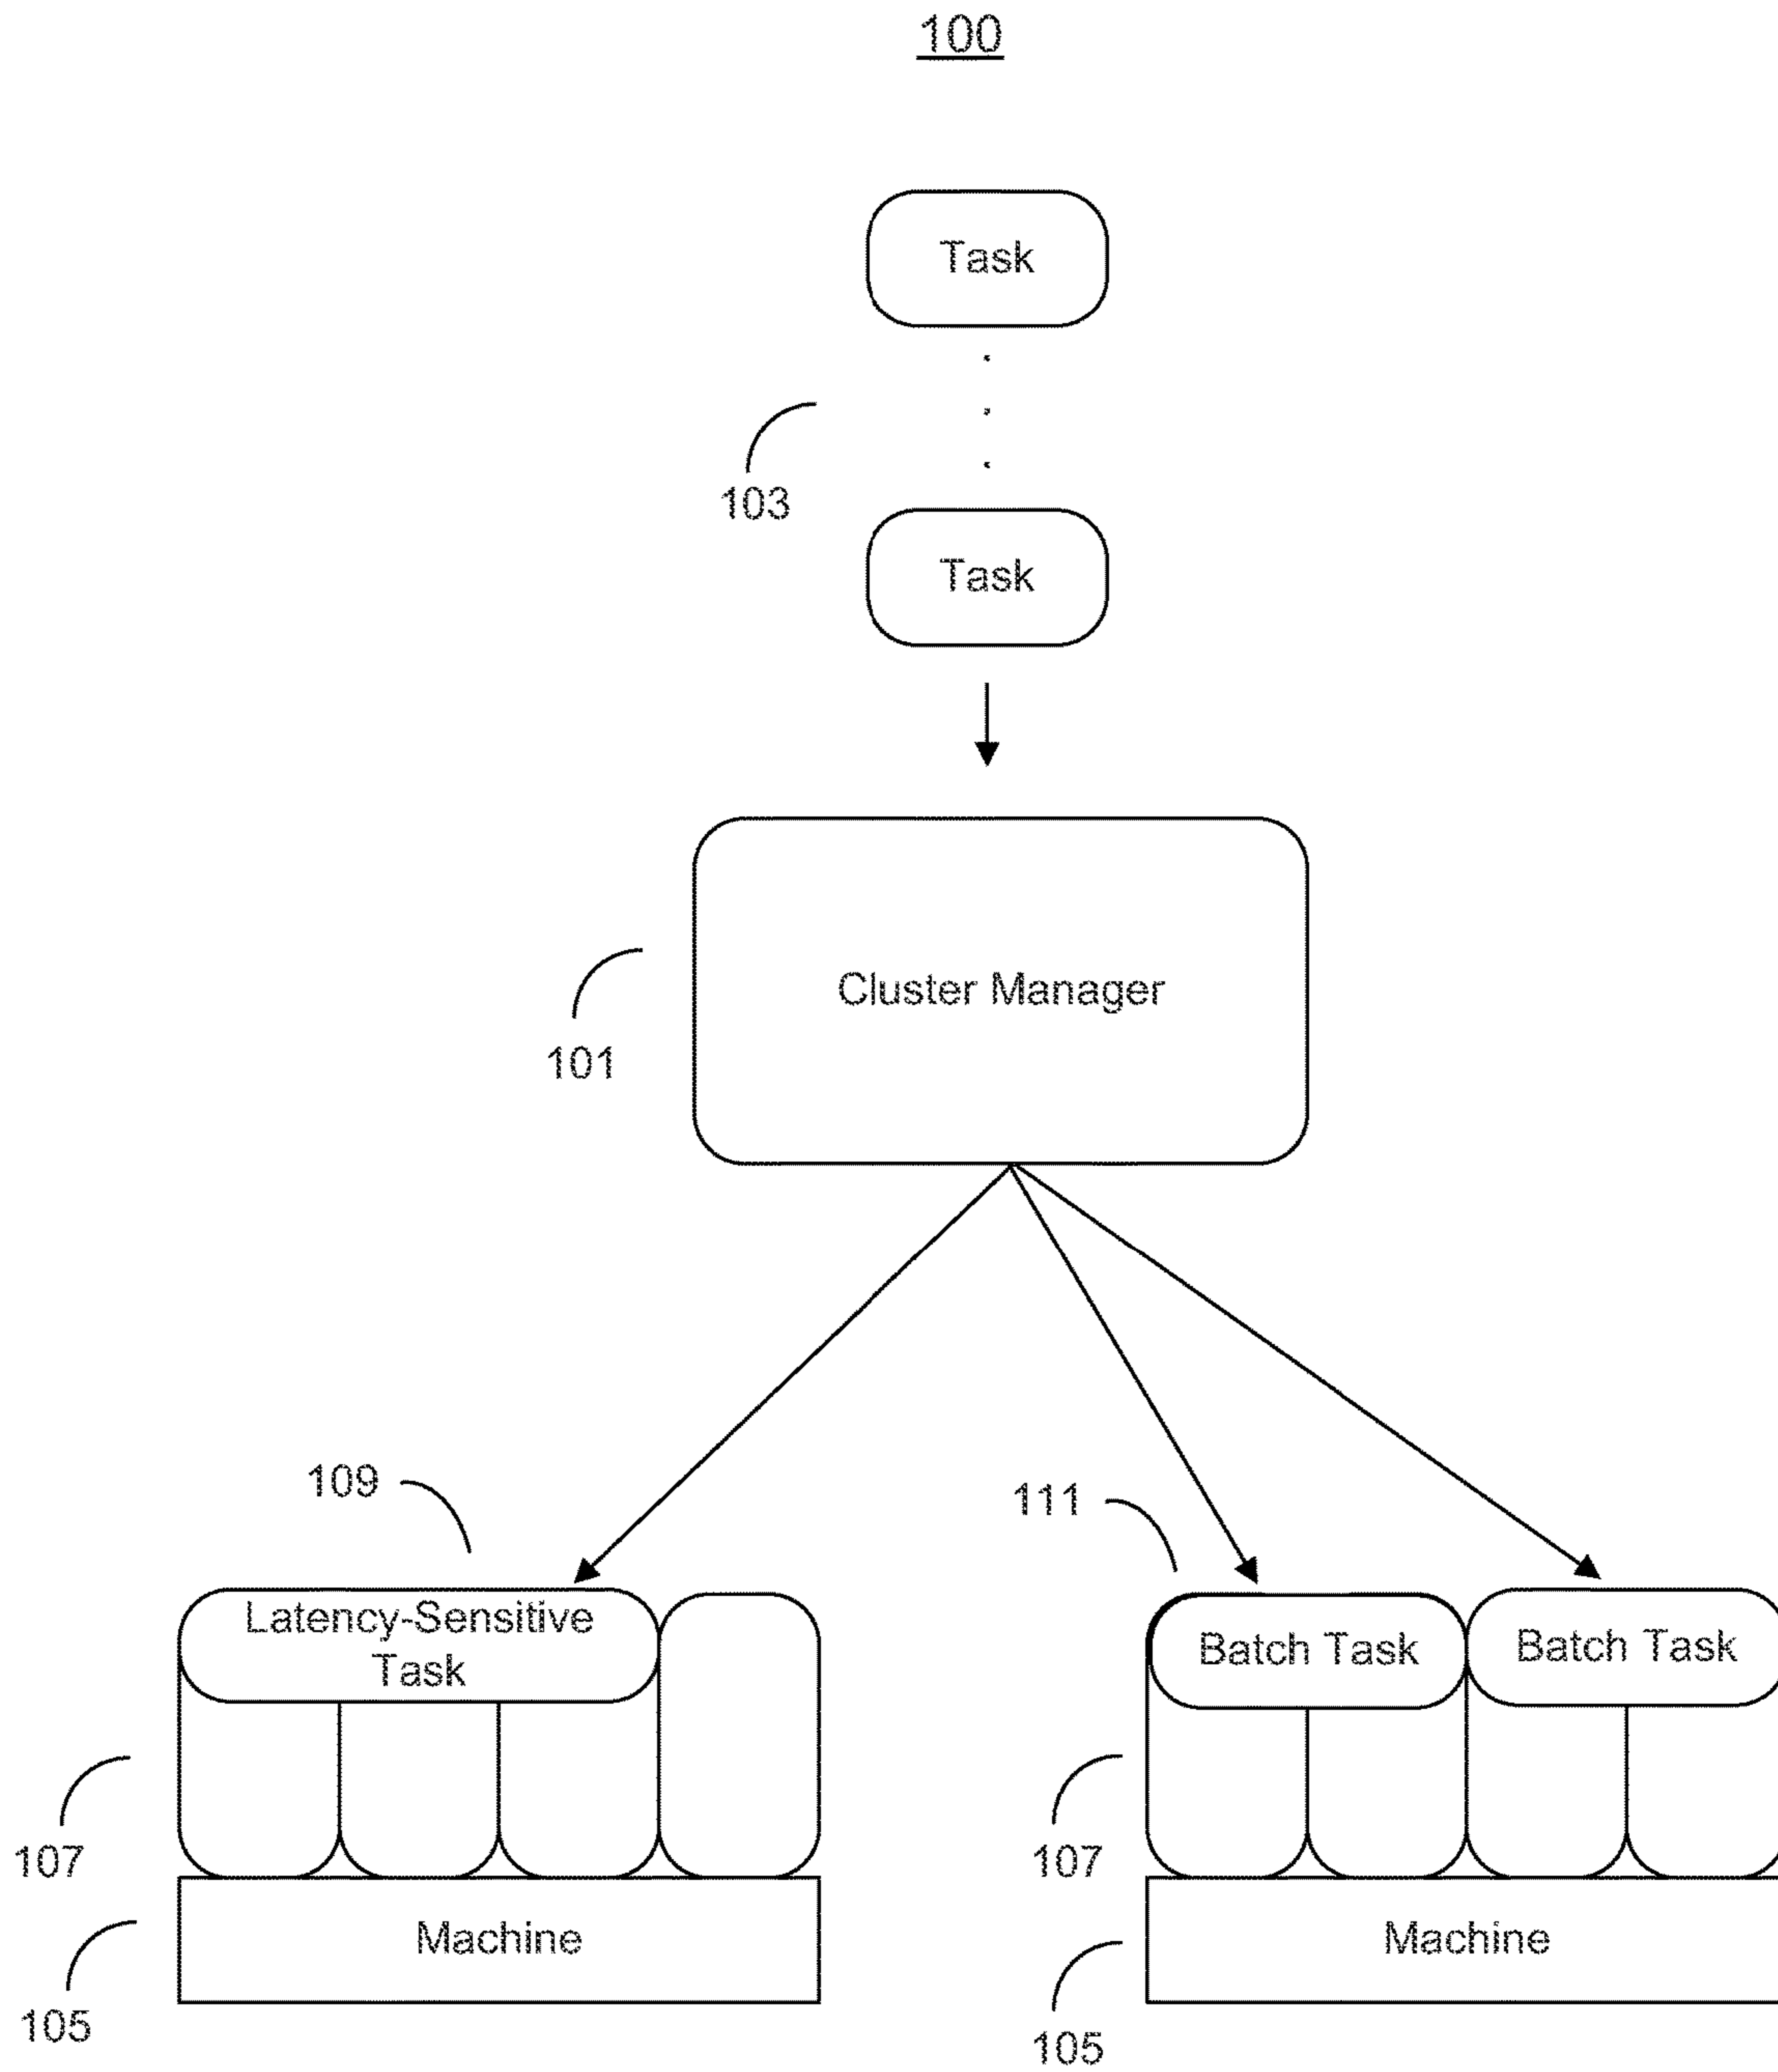 100
Task
103
Task
Cluster Manager
101
109
111
Latency-Sensitive
Task
Batch Task
Batch Task
107
107
Machine
Machine
105
105